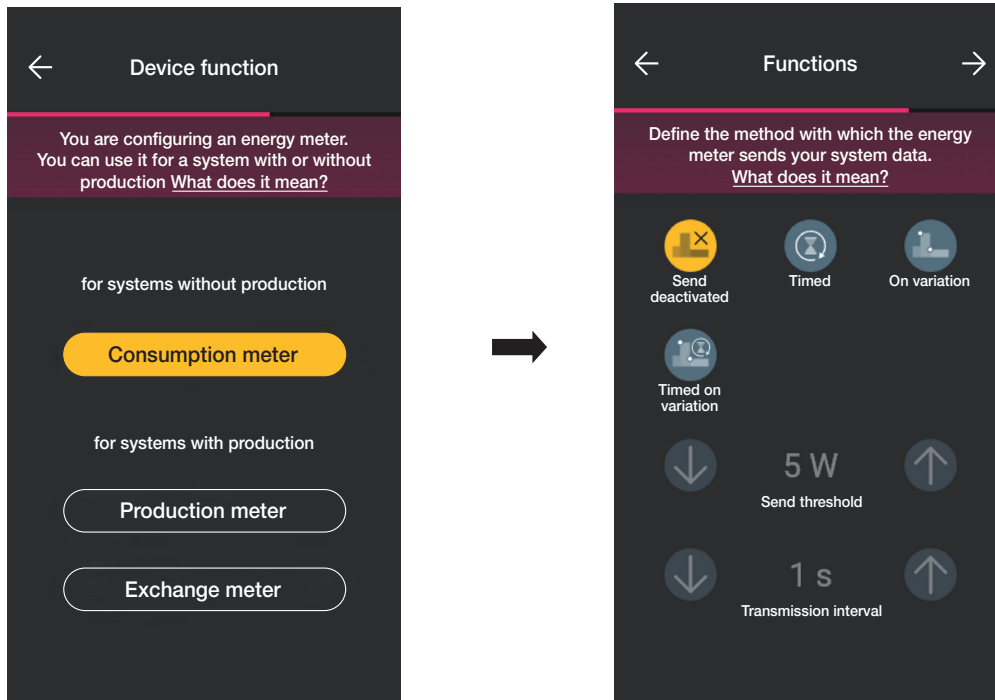 Device function
You are configuring an energy meter.
You can use it for a system with or without
production What does it mean?
for systems without production
Consumption meter
for systems with production
Production meter
Exchange meter
Functions
Define the method with which the energy
meter sends your system data.
What does it mean?
Send
deactivated
Timed
On variation
Timed on
variation
5 W
Send threshold
1 s
Transmission interval